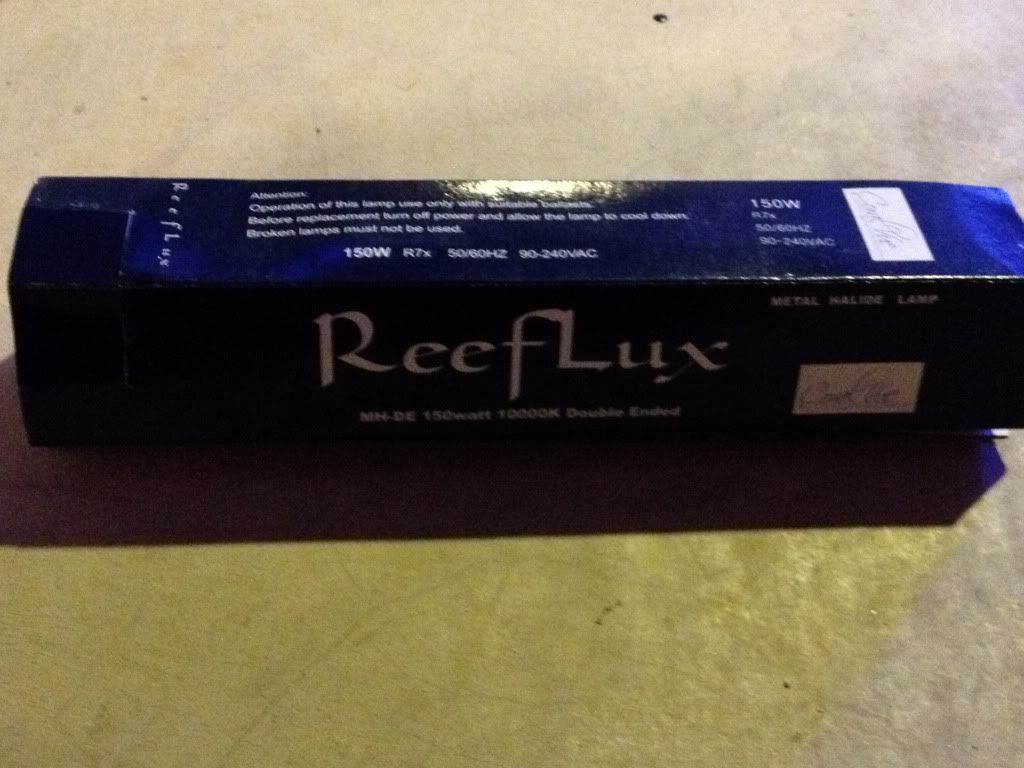 ReefLux
Attention:
Operation of this lamp use only with suitable
Before replacement turn off power and allow the lamp to cool down.
Broken lamps must not be used.
150W R7x 50/60HZ 90-240VAC
150W
R7x
50/60HZ
90-240VAC
METAL HALIDE LAMP
ReefLux
MH-DE 150watt 10000K Double Ended